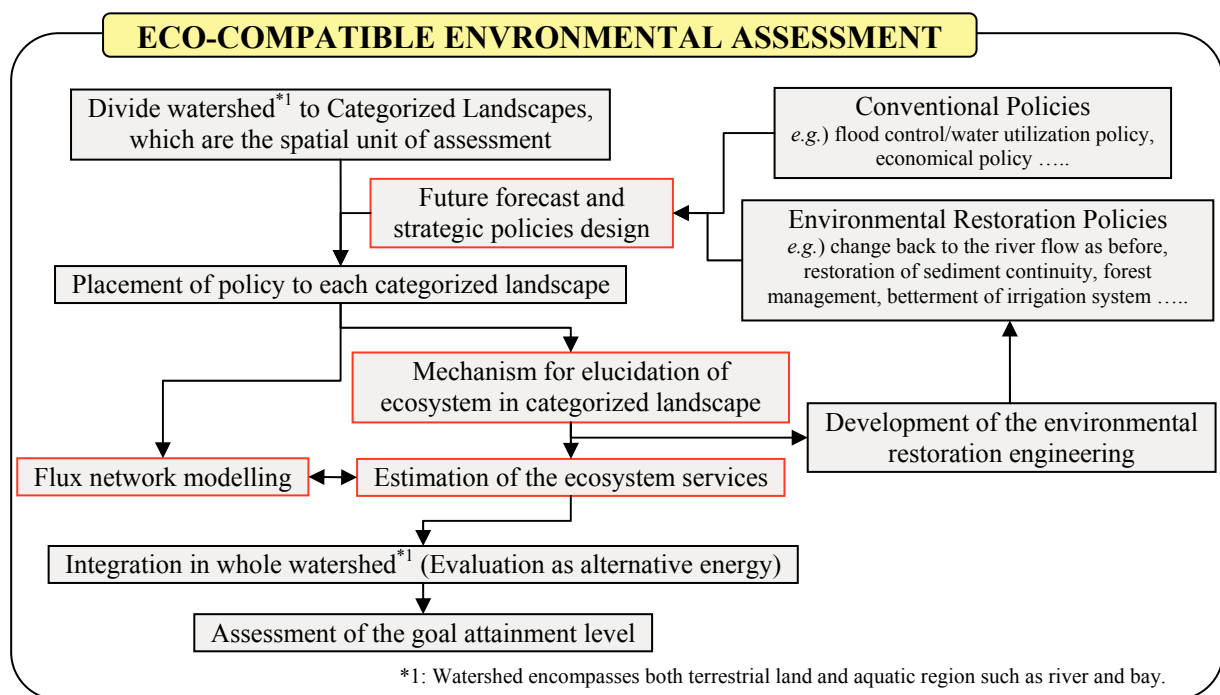 ECO-COMPATIBLE ENVRONMENTAL ASSESSMENT
Divide watershed*1 to Categorized Landscapes,
which are the spatial unit of assessment
Conventional Policies
e.g.) flood control/water utilization policy,
economical policy …..
Future forecast and
strategic policies design
Environmental Restoration Policies
e.g.) change back to the river flow as before,
restoration of sediment continuity, forest
management, betterment of irrigation system …..
Placement of policy to each categorized landscape
Mechanism for elucidation of
ecosystem in categorized landscape
Development of the environmental
restoration engineering
Flux network modelling
Estimation of the ecosystem services
Integration in whole watershed*1 (Evaluation as alternative energy)
Assessment of the goal attainment level
*1: Watershed encompasses both terrestrial land and aquatic region such as river and bay.